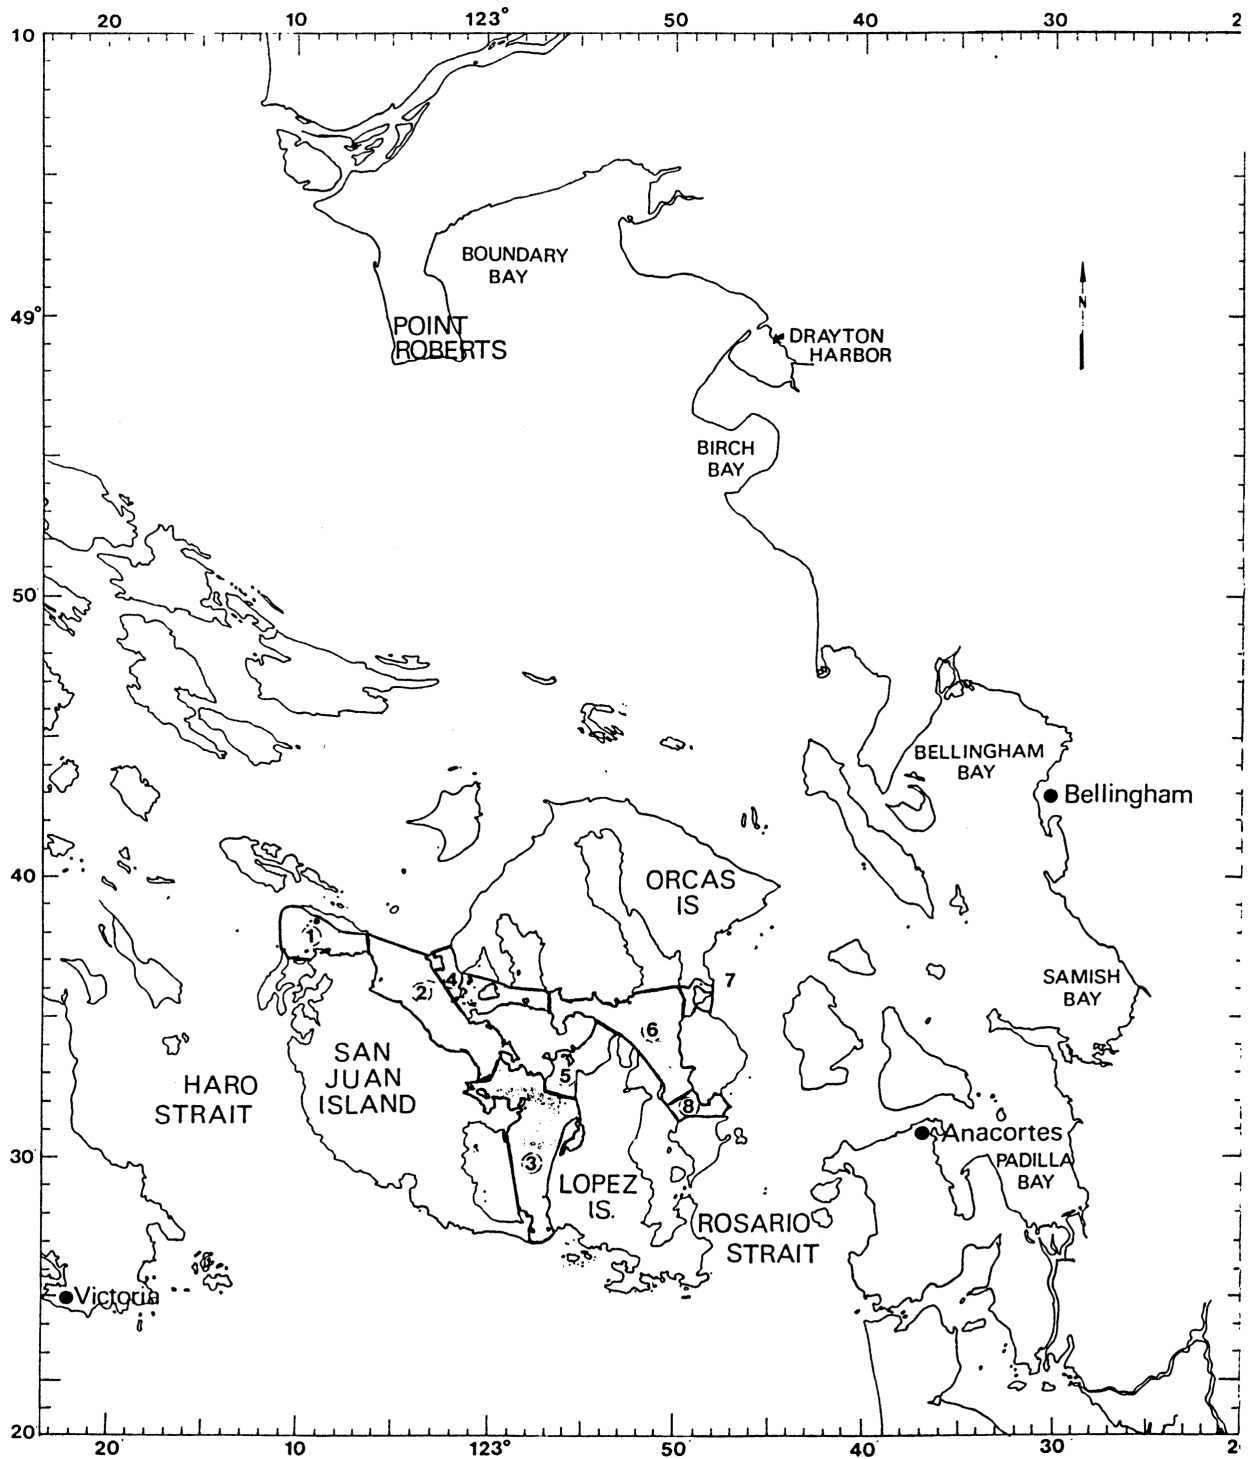 20 10 123° 50 40 30 2
10
BOUNDARY
BAY
N
49°
POINT
ROBERTS
DRAYTON
HARBOR
BIRCH
BAY
50'
BELLINGHAM
BAY
Bellingham
40
ORCAS
IS
1
7
SAMISH
BAY
4
2
6
SAN
JUAN
ISLAND
HARO
STRAIT
5
8
Anacortes
30
3
PADILLA
BAY
LOPEZ
IS.
ROSARIO
STRAIT
Victoria
20'
20' 10 123° 50' 40' 30 2